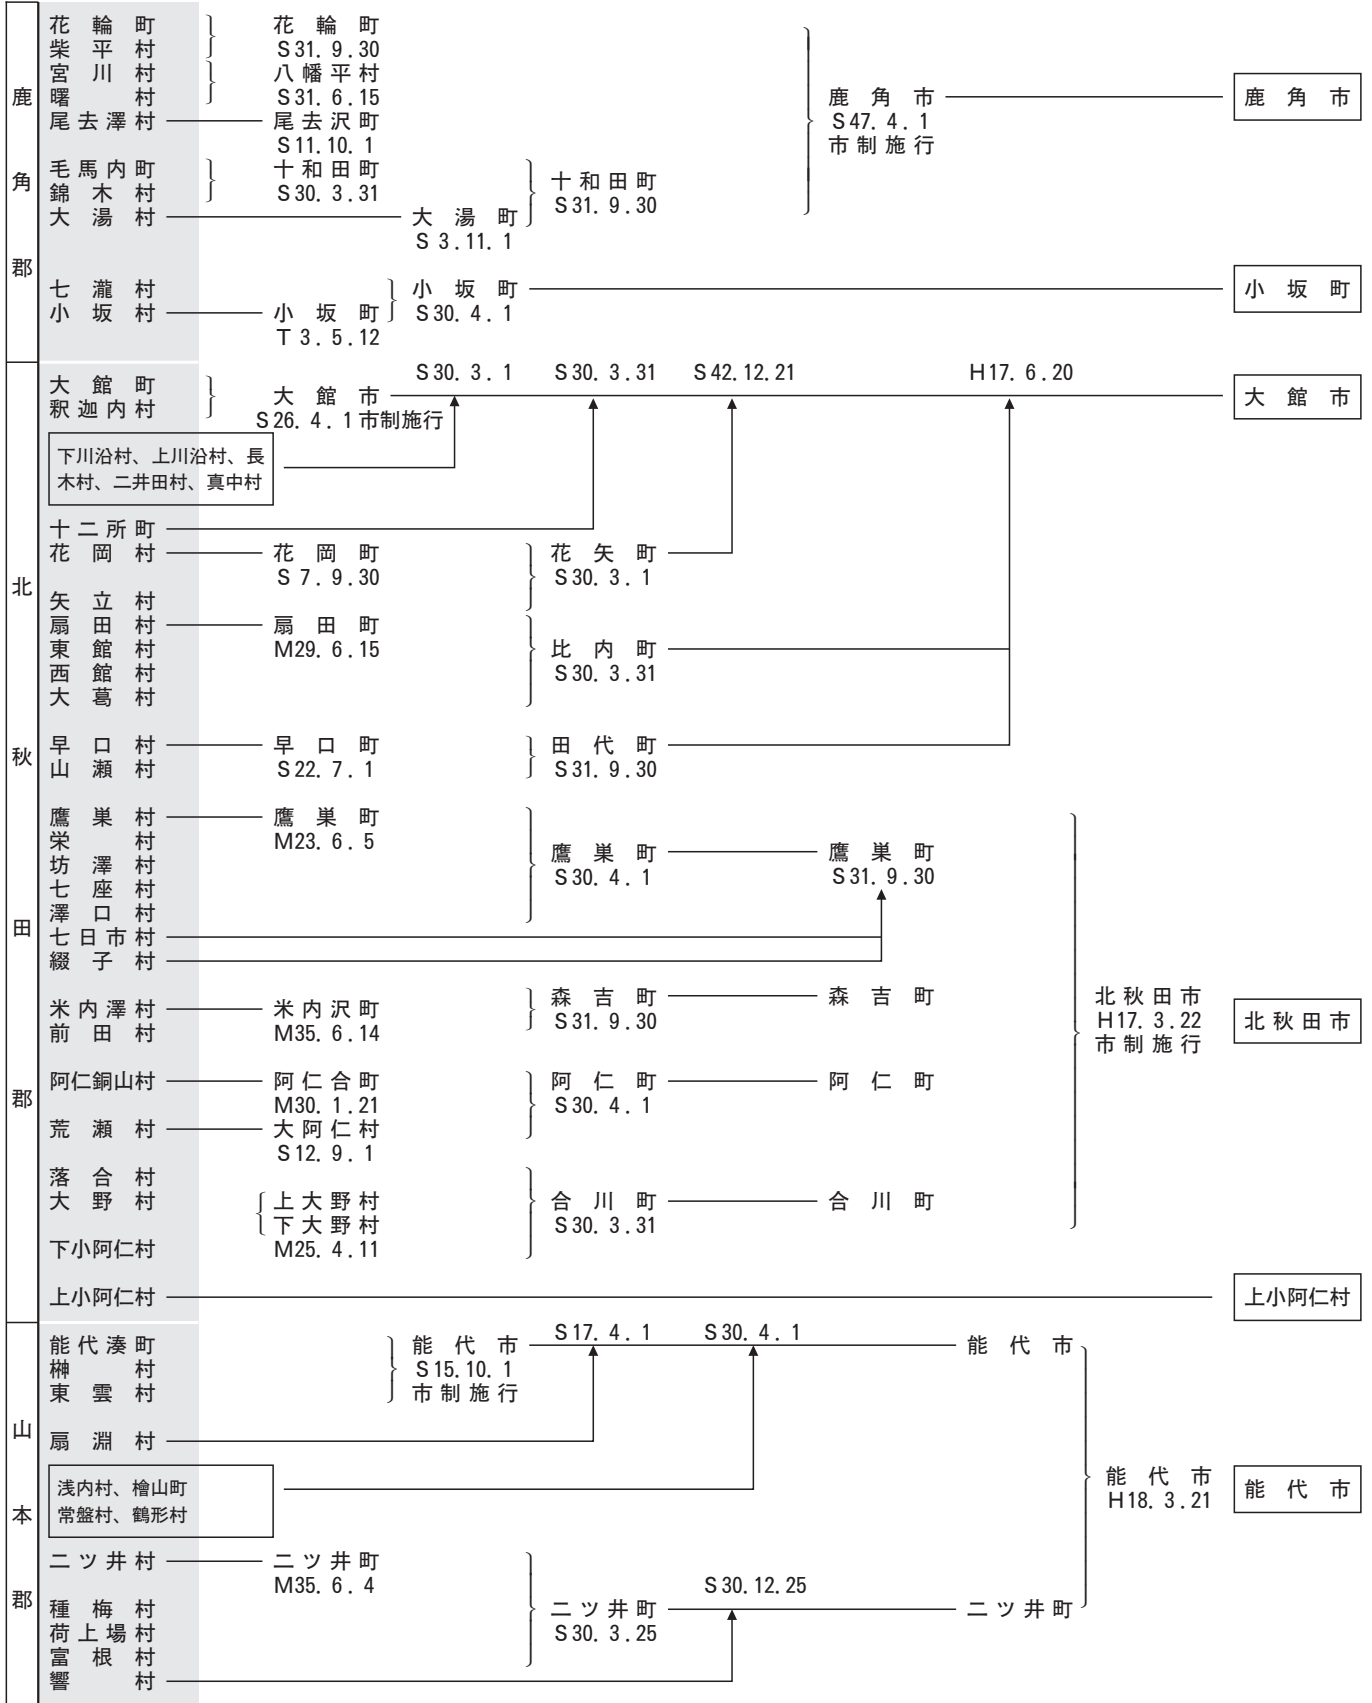 鹿角郡
花輪町
柴平村
花輪町
S31.9.30
宮川村
曙村
八幡平村
S31.6.15
尾去澤村
尾去沢町
S11.10.1
毛馬内町
錦木村
十和田町
S30.3.31
大湯村
大湯町
S3.11.1
十和田町
S31.9.30
鹿角市
S47.4.1
市制施行
鹿角市
七瀧村
小坂村
小坂町
T3.5.12
小坂町
S30.4.1
小坂町
北秋田郡
大館町
釈迦内村
大館市
S26.4.1市制施行
S30.3.1
S30.3.31
S42.12.21
H17.6.20
大館市
下川沿村、上川沿村、長
木村、二井田村、真中村
十二所町
花岡村
花岡町
S7.9.30
矢立村
花矢町
S30.3.1
扇田村
扇田町
M29.6.15
東館村
西館村
大葛村
比内町
S30.3.31
早口村
早口町
S22.7.1
山瀬村
田代町
S31.9.30
鷹巣村
鷹巣町
M23.6.5
栄村
坊澤村
七座村
澤口村
鷹巣町
S30.4.1
鷹巣町
S31.9.30
七日市村
綴子村
米内澤村
米内沢町
M35.6.14
前田村
森吉町
S31.9.30
森吉町
阿仁銅山村
阿仁合町
M30.1.21
荒瀬村
大阿仁村
S12.9.1
阿仁町
S30.4.1
阿仁町
落合村
大野村
上大野村
下大野村
M25.4.11
下小阿仁村
合川町
S30.3.31
合川町
北秋田市
H17.3.22
市制施行
北秋田市
上小阿仁村
上小阿仁村
山本郡
能代湊町
榊村
東雲村
能代市
S15.10.1
市制施行
S17.4.1
S30.4.1
能代市
扇淵村
浅内村、檜山町
常盤村、鶴形村
二ツ井村
二ツ井町
M35.6.4
種梅村
荷上場村
富根村
響村
二ツ井町
S30.3.25
S30.12.25
二ツ井町
能代市
H18.3.21
能代市